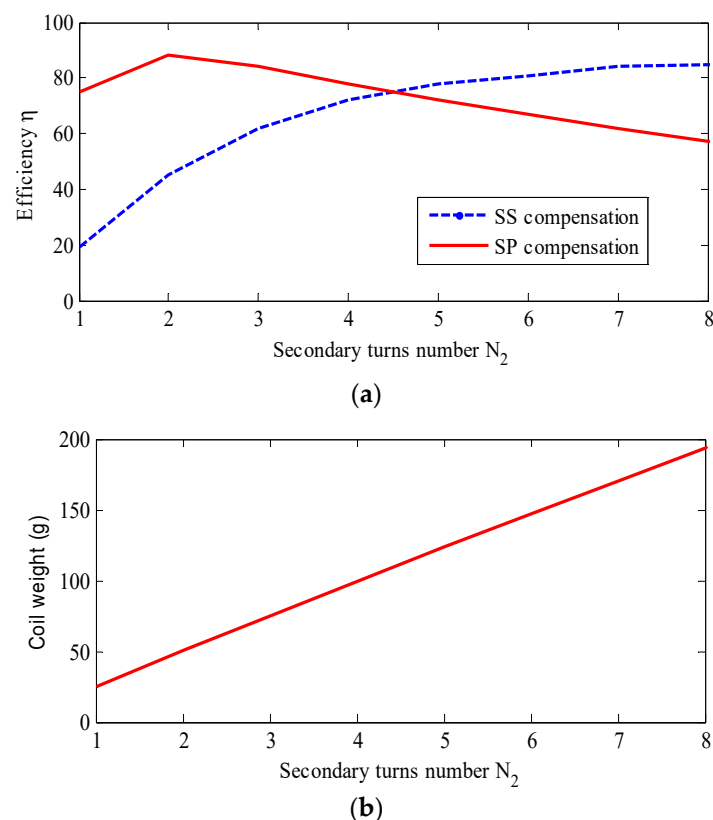 100
80
60
40
20
0
Efficiency η
SS compensation
SP compensation
1 2 3 4 5 6 7 8
Secondary turns number N2
(a)
200
150
100
50
0
Coil weight (g)
1 2 3 4 5 6 7 8
Secondary turns number N2
(b)